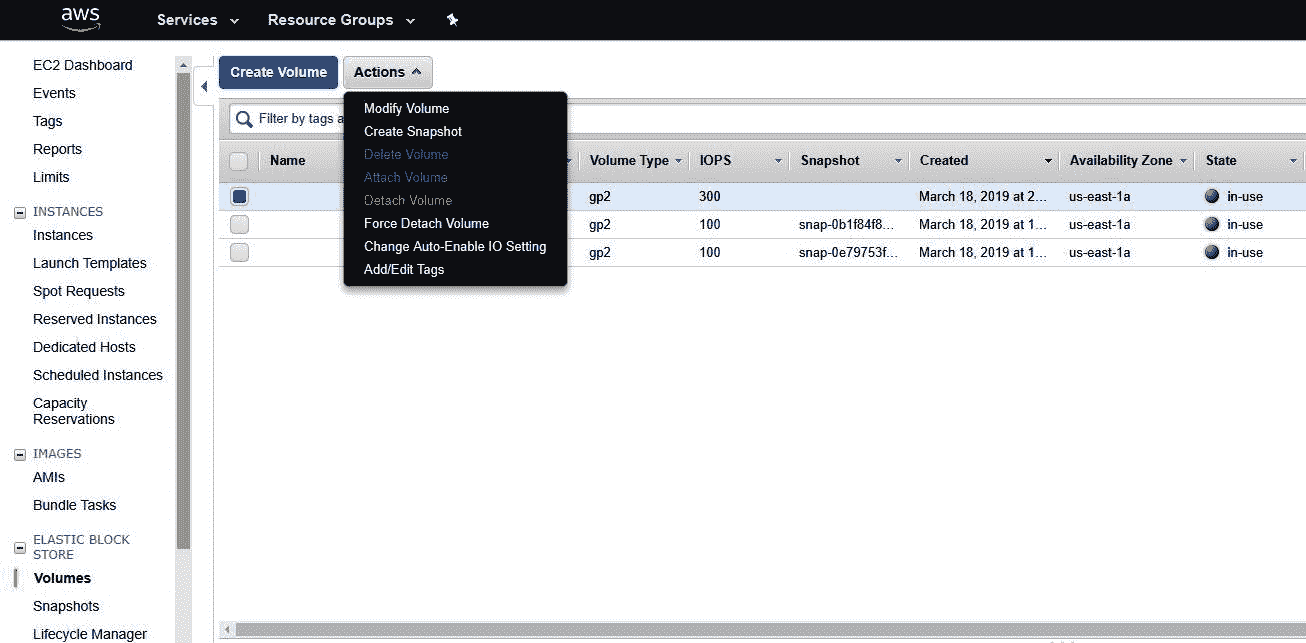 aws Services Resource Groups
EC2 Dashboard
Events
Tags
Reports
Limits
INSTANCES
Instances
Launch Templates
Spot Requests
Reserved Instances
Dedicated Hosts
Scheduled Instances
Capacity
Reservations
IMAGES
AMIs
Bundle Tasks
ELASTIC BLOCK
STORE
Volumes
Snapshots
Lifecycle Manager
Create Volume Actions
Filter by tags a
Modify Volume
Create Snapshot
Delete Volume
Attach Volume
Detach Volume
Force Detach Volume
Change Auto-Enable IO Setting
Add/Edit Tags
Name Volume Type IOPS Snapshot Created Availability Zone State
gp2 300 March 18, 2019 at 2... us-east-1a in-use
gp2 100 snap-0b1f84f8... March 18, 2019 at 1... us-east-1a in-use
gp2 100 snap-0e79753f... March 18, 2019 at 1... us-east-1a in-use